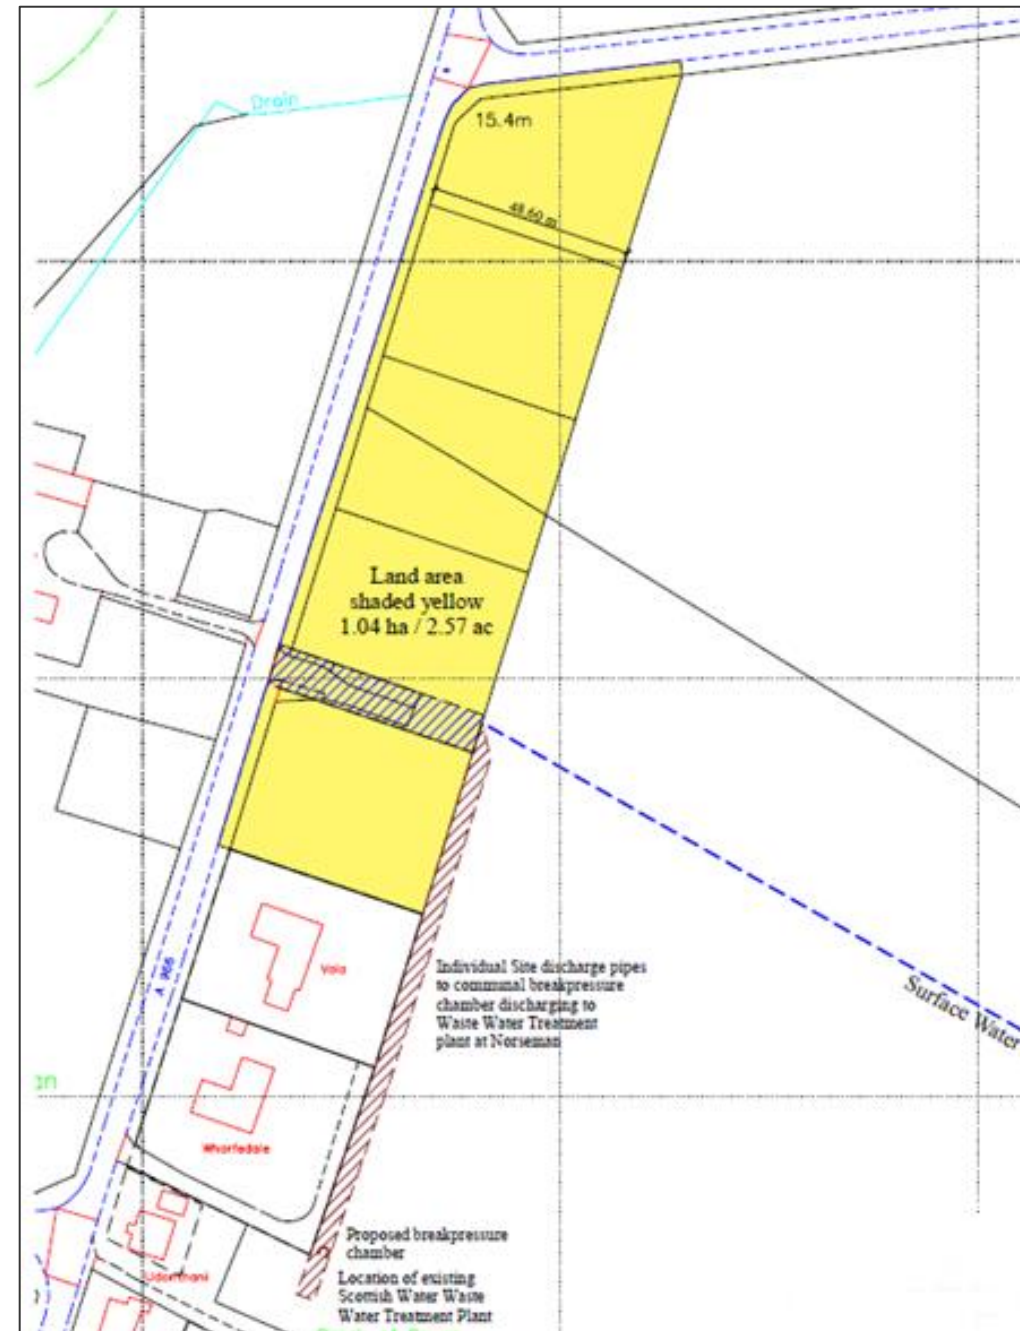 Drain
15.4m
48.60 m
Land area
shaded yellow
1.04 ha / 2.57 ac
A 966
Vola
Individual Site discharge pipes
to communal breakpressure
chamber discharging to
Waste Water Treatment
plant at Norseman
Surface Water
Wharfedale
Proposed breakpressure
chamber
Location of existing
Scottish Water Waste
Water Treatment Plant